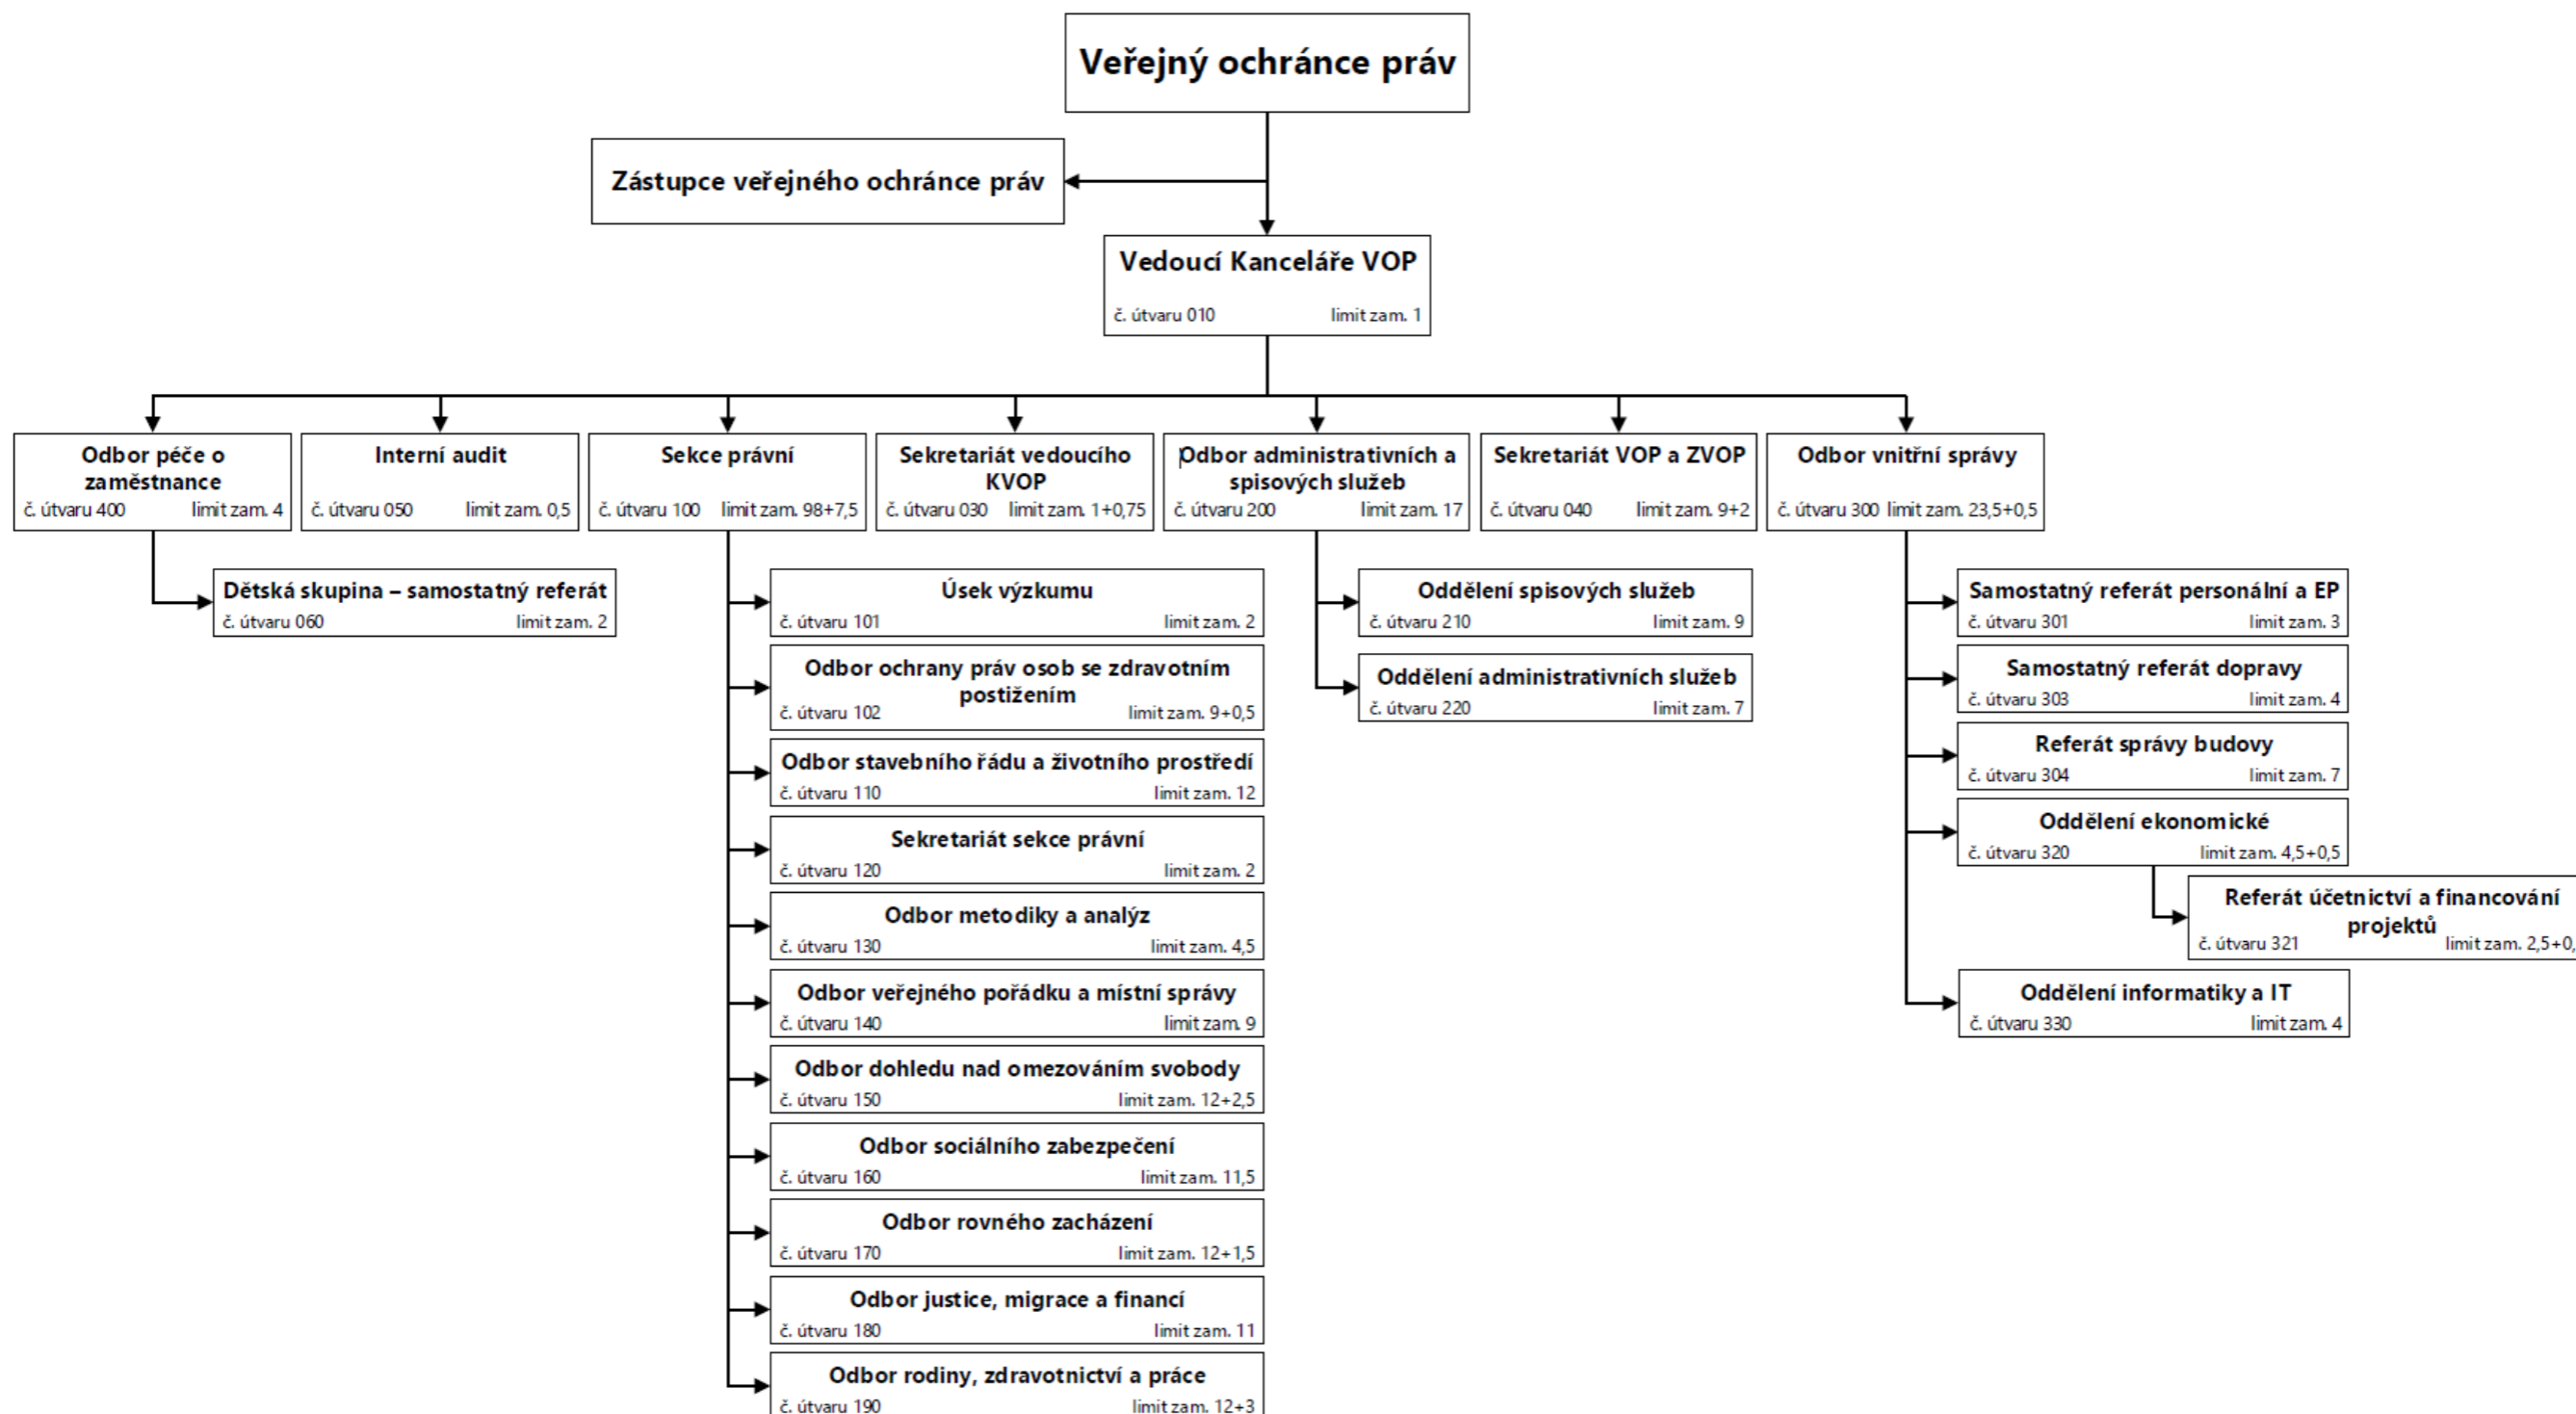 Veřejný ochránce práv
Zástupce veřejného ochránce práv
Vedoucí Kanceláře VOP
č. útvaru 010 limit zam. 1
Odbor péče o
zaměstnance
č. útvaru 400 limit zam. 4
Interní audit
č. útvaru 050 limit zam. 0,5
Sekce právní
č. útvaru 100 limit zam. 98+7,5
Sekretariát vedoucího
KVOP
č. útvaru 030 limit zam. 1+0,75
Odbor administrativních a
spisových služeb
č. útvaru 200 limit zam. 17
Sekretariát VOP a ZVOP
č. útvaru 040 limit zam. 9+2
Odbor vnitřní správy
č. útvaru 300 limit zam. 23,5+0,5
Dětská skupina – samostatný referát
č. útvaru 060 limit zam. 2
Úsek výzkumu
č. útvaru 101 limit zam. 2
Odbor ochrany práv osob se zdravotním
postižením
č. útvaru 102 limit zam. 9+0,5
Odbor stavebního řádu a životního prostředí
č. útvaru 110 limit zam. 12
Sekretariát sekce právní
č. útvaru 120 limit zam. 2
Odbor metodiky a analýz
č. útvaru 130 limit zam. 4,5
Odbor veřejného pořádku a místní správy
č. útvaru 140 limit zam. 9
Odbor dohledu nad omezováním svobody
č. útvaru 150 limit zam. 12+2,5
Odbor sociálního zabezpečení
č. útvaru 160 limit zam. 11,5
Odbor rovného zacházení
č. útvaru 170 limit zam. 12+1,5
Odbor justice, migrace a financí
č. útvaru 180 limit zam. 11
Odbor rodiny, zdravotnictví a práce
č. útvaru 190 limit zam. 12+3
Oddělení spisových služeb
č. útvaru 210 limit zam. 9
Oddělení administrativních služeb
č. útvaru 220 limit zam. 7
Samostatný referát personální a EP
č. útvaru 301 limit zam. 3
Samostatný referát dopravy
č. útvaru 303 limit zam. 4
Referát správy budovy
č. útvaru 304 limit zam. 7
Oddělení ekonomické
č. útvaru 320 limit zam. 4,5+0,5
Referát účetnictví a financování
projektů
č. útvaru 321 limit zam. 2,5+0,
Oddělení informatiky a IT
č. útvaru 330 limit zam. 4